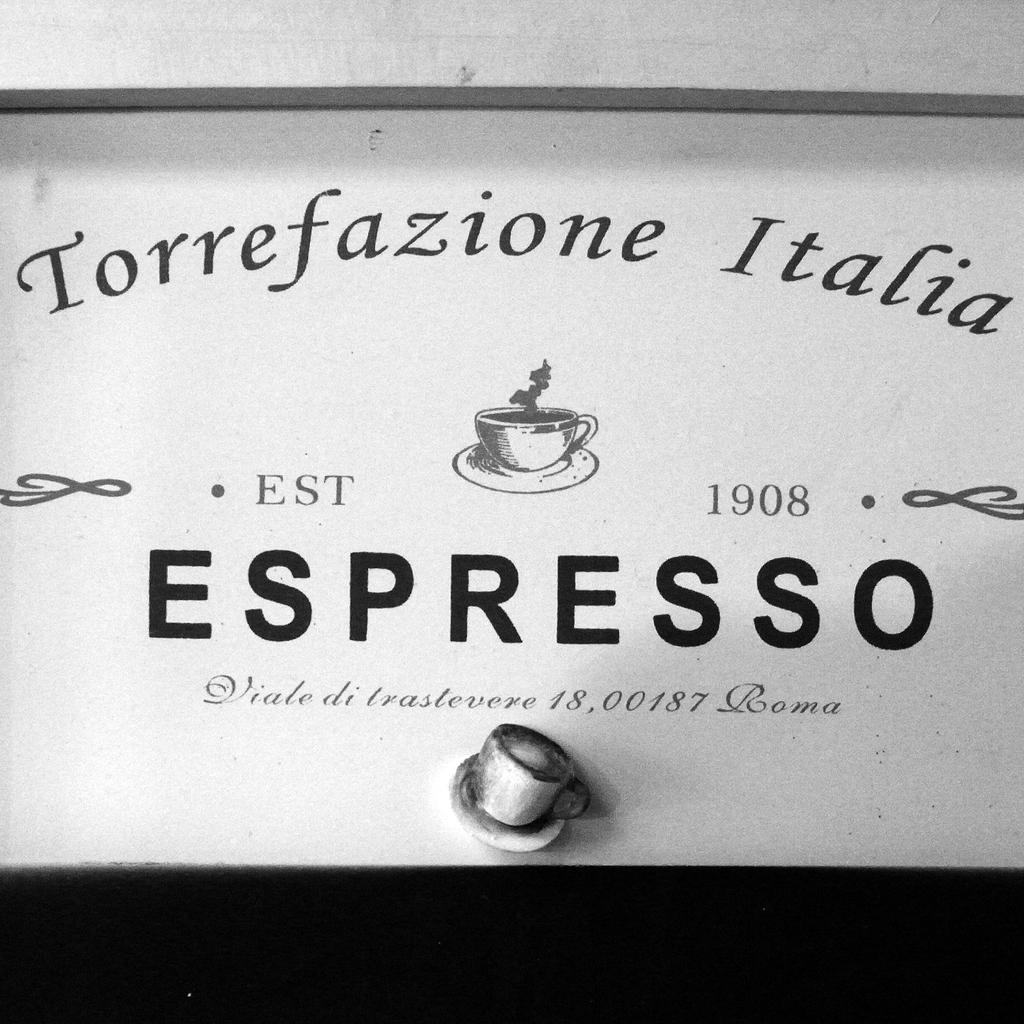 Torrefazione Italia
• EST 1908 •
ESPRESSO
Viale di trastevere 18,00187 Roma